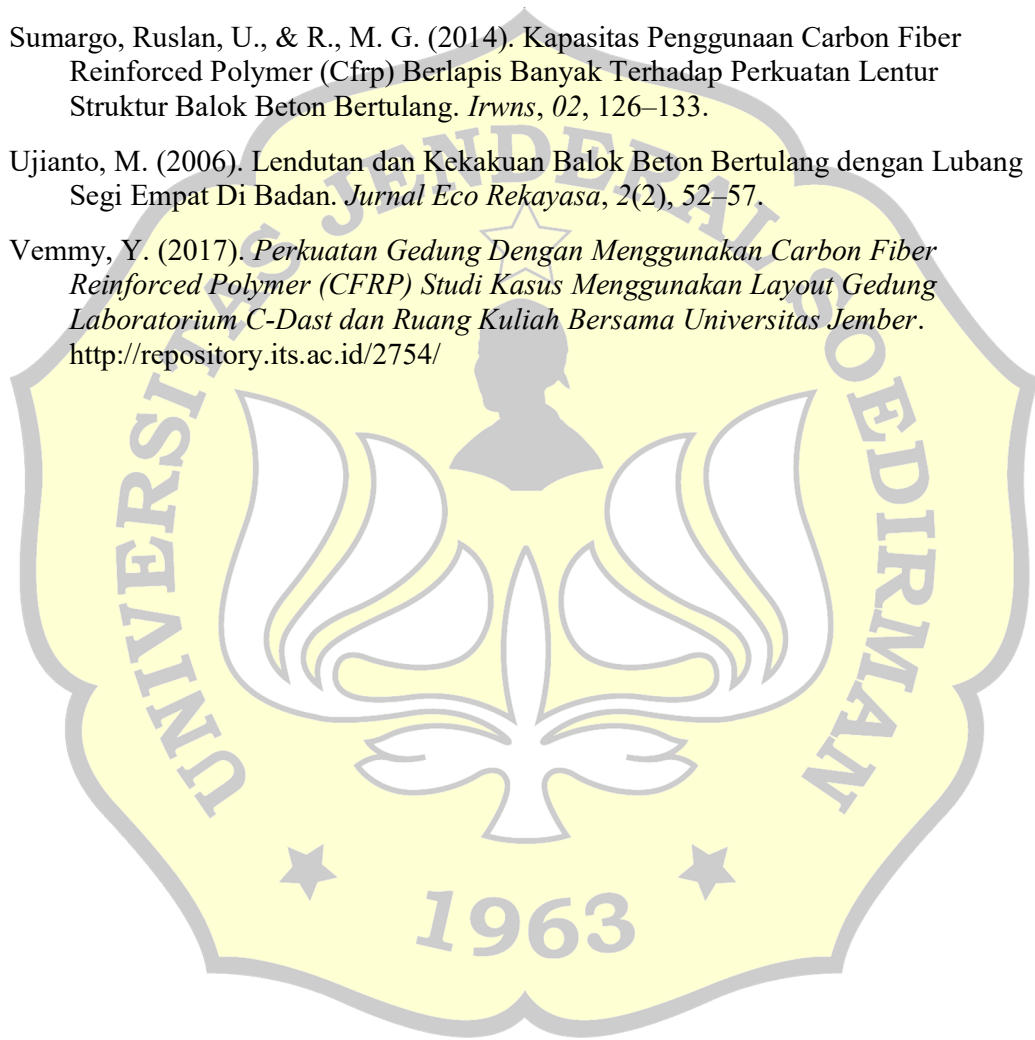 Sumargo, Ruslan, U., & R., M. G. (2014). Kapasitas Penggunaan Carbon Fiber
Reinforced Polymer (Cfrp) Berlapis Banyak Terhadap Perkuatan Lentur
Struktur Balok Beton Bertulang. Irwns, 02, 126–133.
Ujianto, M. (2006). Lendutan dan Kekakuan Balok Beton Bertulang dengan Lubang
Segi Empat Di Badan. Jurnal Eco Rekayasa, 2(2), 52–57.
Vemmy, Y. (2017). Perkuatan Gedung Dengan Menggunakan Carbon Fiber
Reinforced Polymer (CFRP) Studi Kasus Menggunakan Layout Gedung
Laboratorium C-Dast dan Ruang Kuliah Bersama Universitas Jember.
http://repository.its.ac.id/2754/
UNIVERSITAS JENDERAL SOEDIRMAN
1963